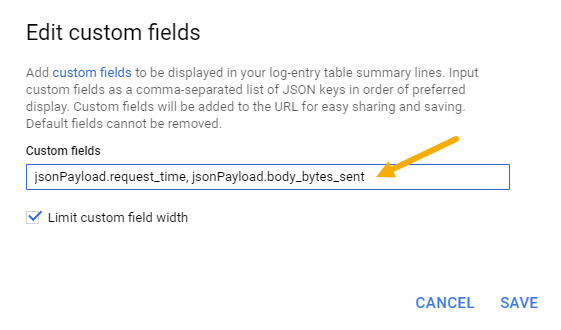 Edit custom fields
Add custom fields to be displayed in your log-entry table summary lines. Input
custom fields as a comma-separated list of JSON keys in order of preferred
display. Custom fields will be added to the URL for easy sharing and saving.
Default fields cannot be removed.
Custom fields
jsonPayload.request_time, jsonPayload.body_bytes_sent
Limit custom field width
CANCEL SAVE